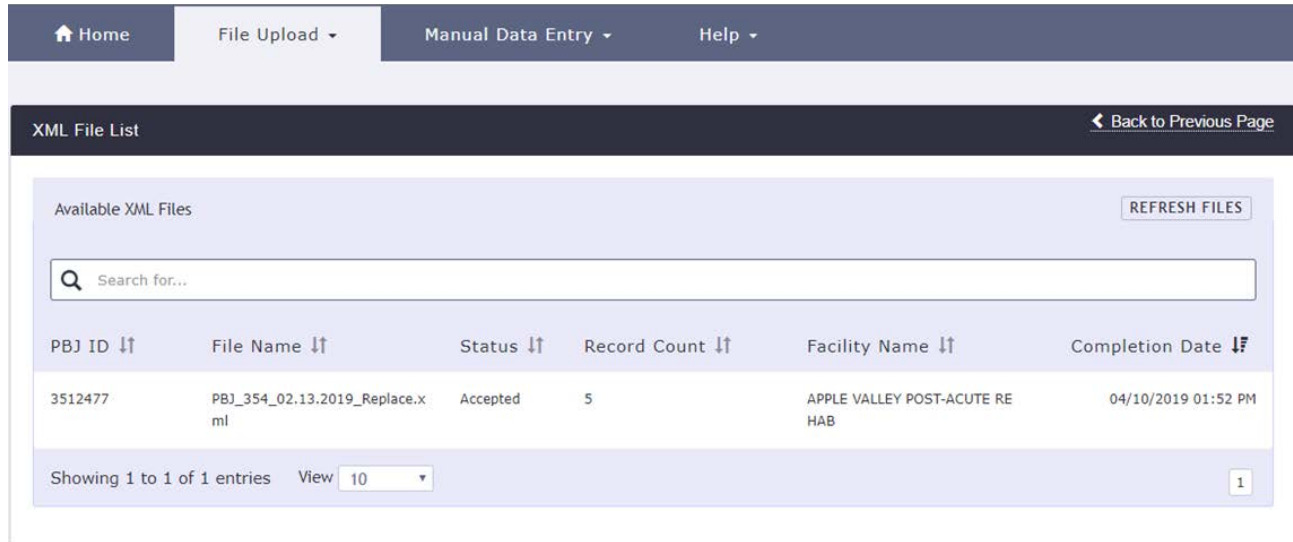 Home File Upload Manual Data Entry Help
XML File List Back to Previous Page
Available XML Files REFRESH FILES
Search for...
PBJ ID File Name Status Record Count Facility Name Completion Date
3512477 PBJ_354_02.13.2019_Replace.x Accepted 5 APPLE VALLEY POST-ACUTE RE 04/10/2019 01:52 PM
ml HAB
Showing 1 to 1 of 1 entries View 10 1